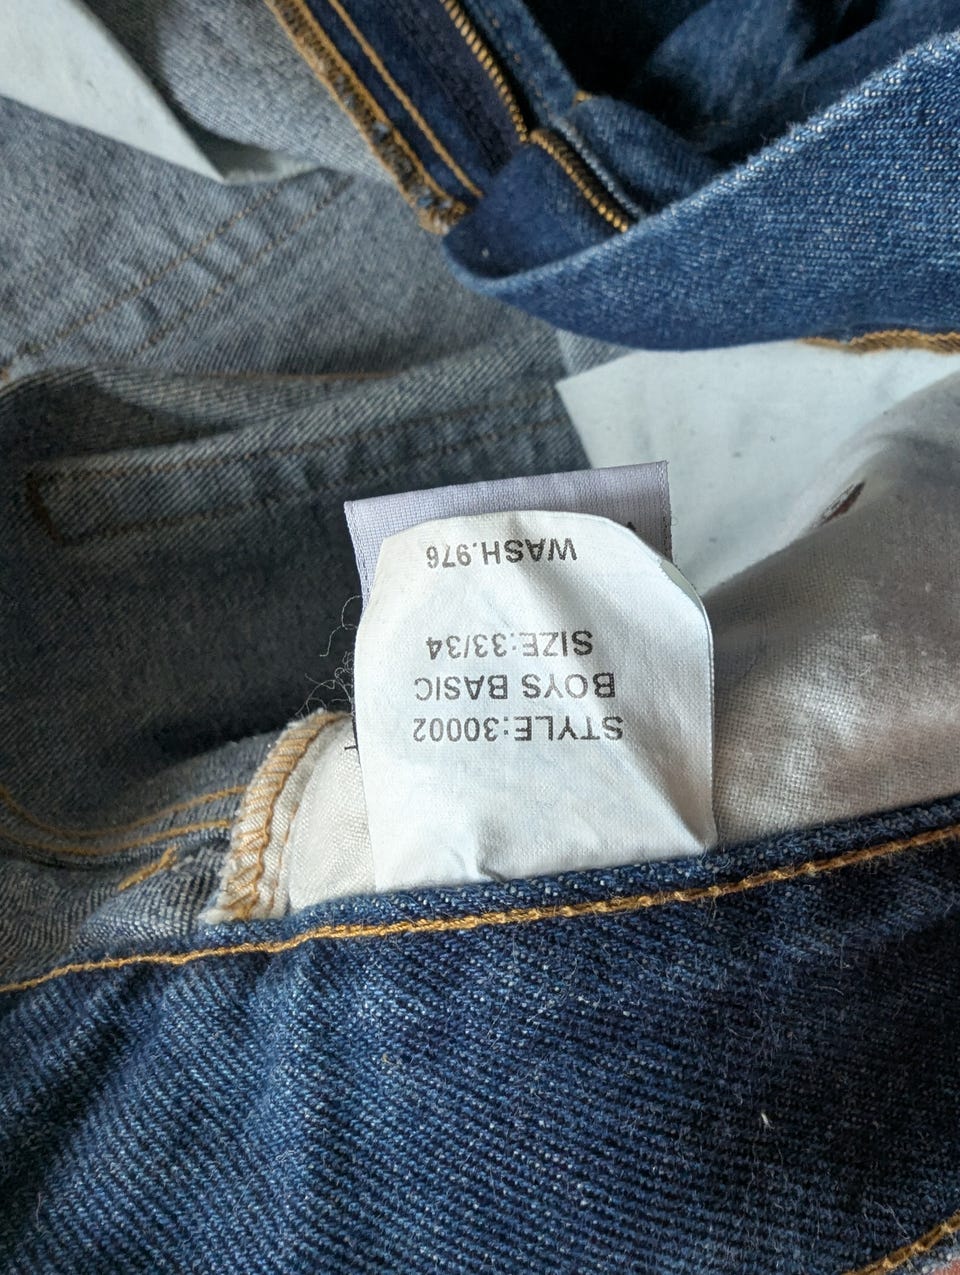 STYLE:30002
BOYS BASIC
SIZE:33/34
WASH.976